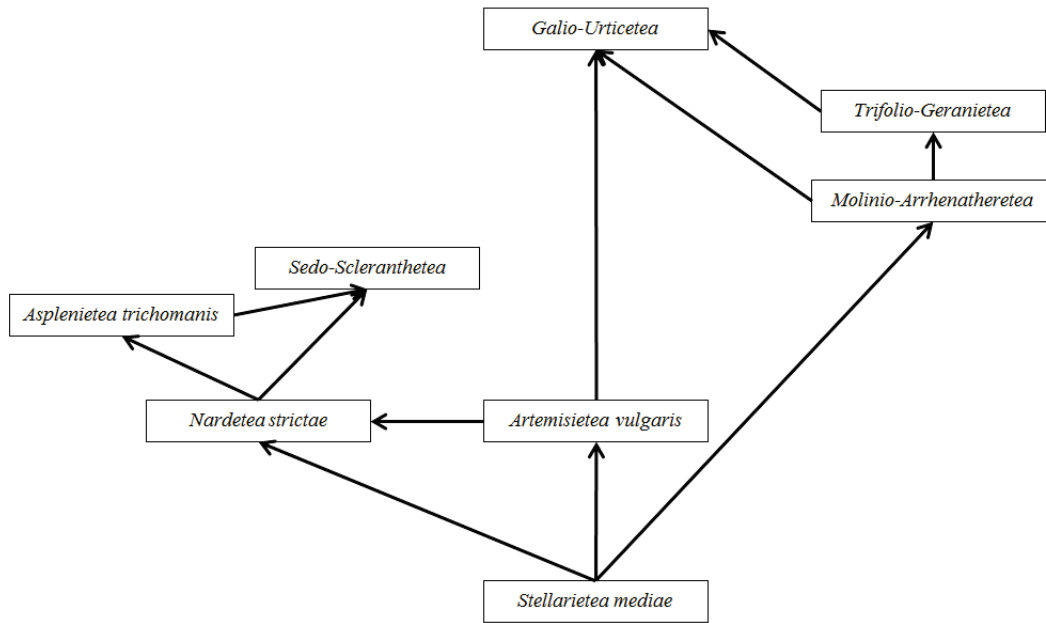 Galio-Urticetea
Trifolio-Geranietea
Molinio-Arrhenatheretea
Sedo-Scleranthetea
Asplenietea trichomanis
Nardetea strictae
Artemisietea vulgaris
Stellarietea mediae